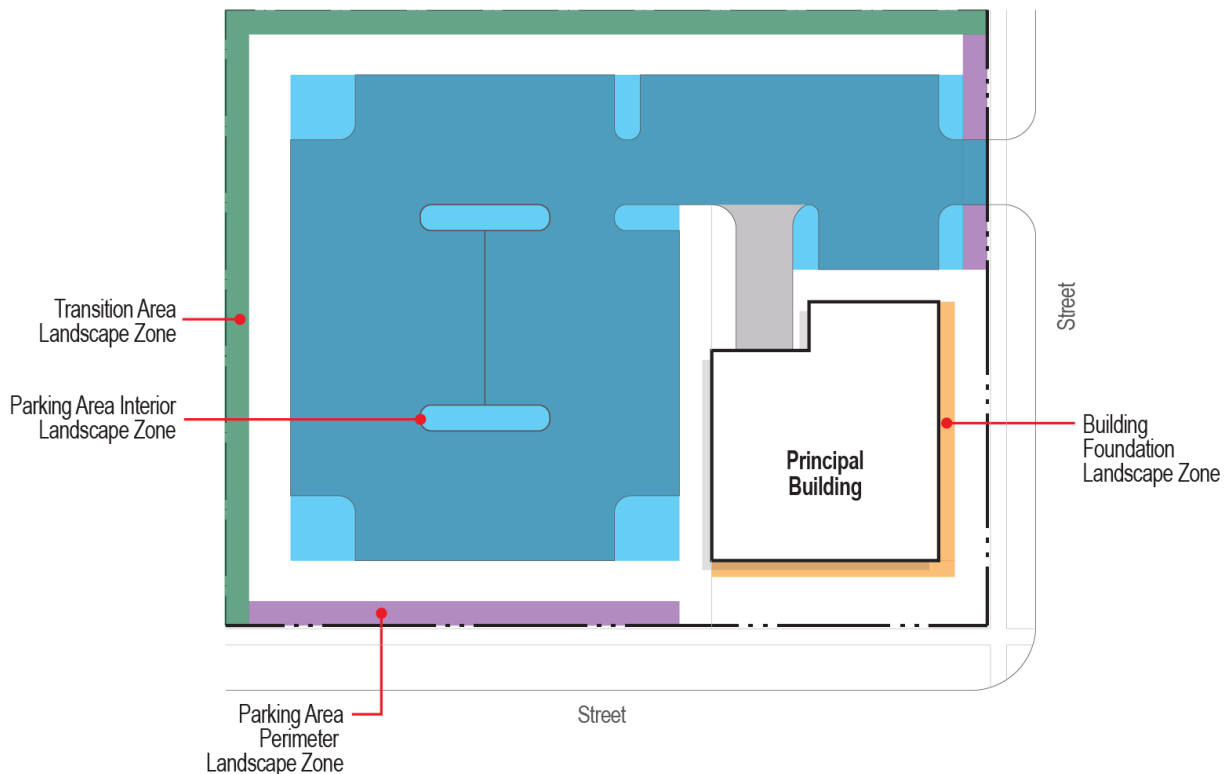 Transition Area
Landscape Zone
Parking Area Interior
Landscape Zone
Principal
Building
Street
Building
Foundation
Landscape Zone
Parking Area
Perimeter
Landscape Zone
Street